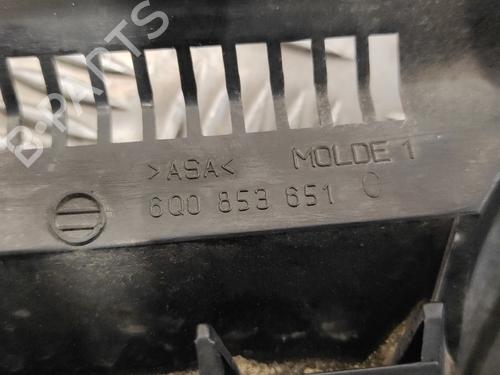 B-PARTS
>ASA< MOLDE 1
6Q0 853 651 C